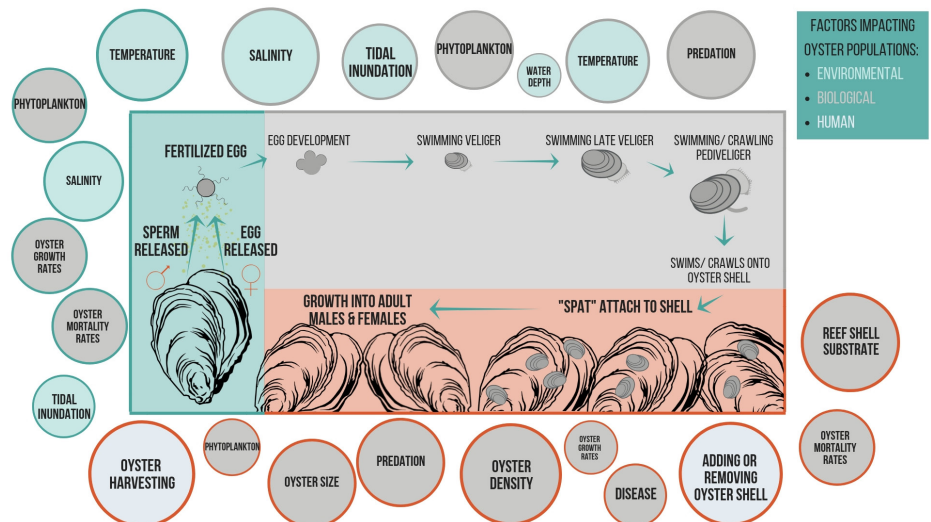 TEMPERATURE
SALINITY
TIDAL
INUNDATION
PHYTOPLANKTON
WATER
DEPTH
TEMPERATURE
PREDATION
FACTORS IMPACTING
OYSTER POPULATIONS:
• ENVIRONMENTAL
• BIOLOGICAL
• HUMAN
PHYTOPLANKTON
SALINITY
OYSTER
GROWTH
RATES
OYSTER
MORTALITY
RATES
TIDAL
INUNDATION
FERTILIZED EGG
SPERM
RELEASED
EGG
RELEASED
EGG DEVELOPMENT
SWIMMING VELIGER
SWIMMING LATE VELIGER
SWIMMING/ CRAWLING
PEDIVELIGER
SWIMS/ CRAWLS ONTO
OYSTER SHELL
"SPAT" ATTACH TO SHELL
GROWTH INTO ADULT
MALES & FEMALES
REEF SHELL
SUBSTRATE
OYSTER
HARVESTING
PHYTOPLANKTON
OYSTER SIZE
PREDATION
OYSTER
DENSITY
OYSTER
GROWTH
RATES
DISEASE
ADDING OR
REMOVING
OYSTER SHELL
OYSTER
MORTALITY
RATES